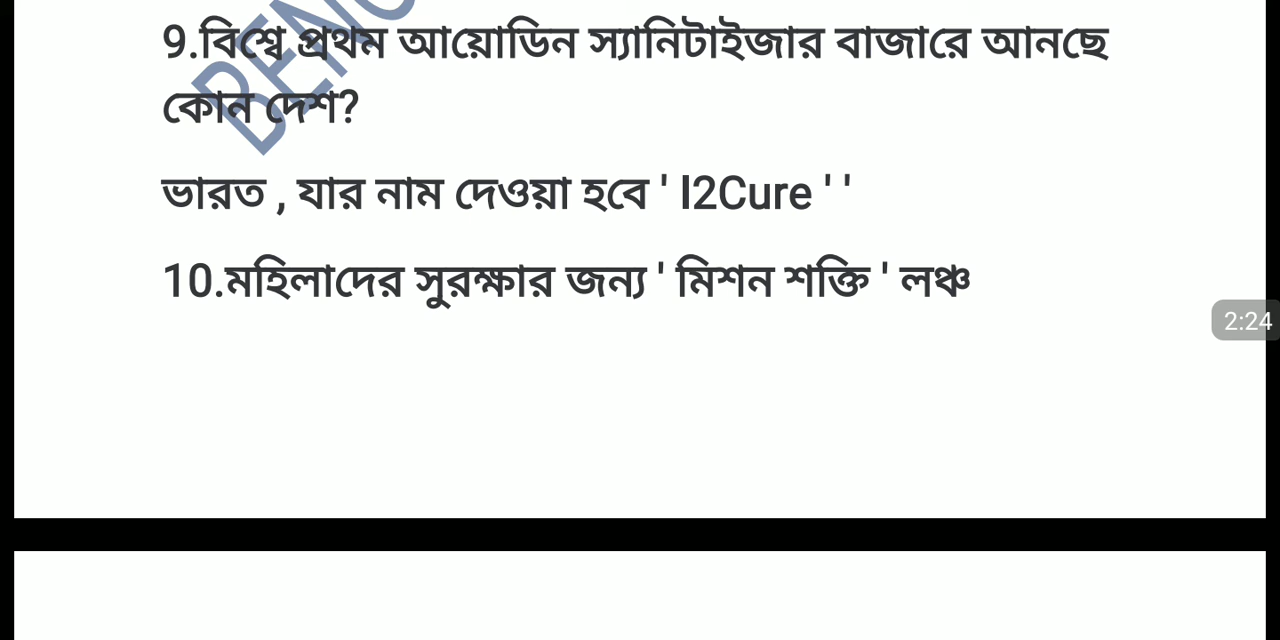 9.বিশ্বে প্রথম আয়োডিন স্যানিটাইজার বাজারে আনছে
কোন দেশ?
ভারত , যার নাম দেওয়া হবে ' I2Cure ' '
10.মহিলাদের সুরক্ষার জন্য ' মিশন শক্তি ' লঞ্চ
2:24